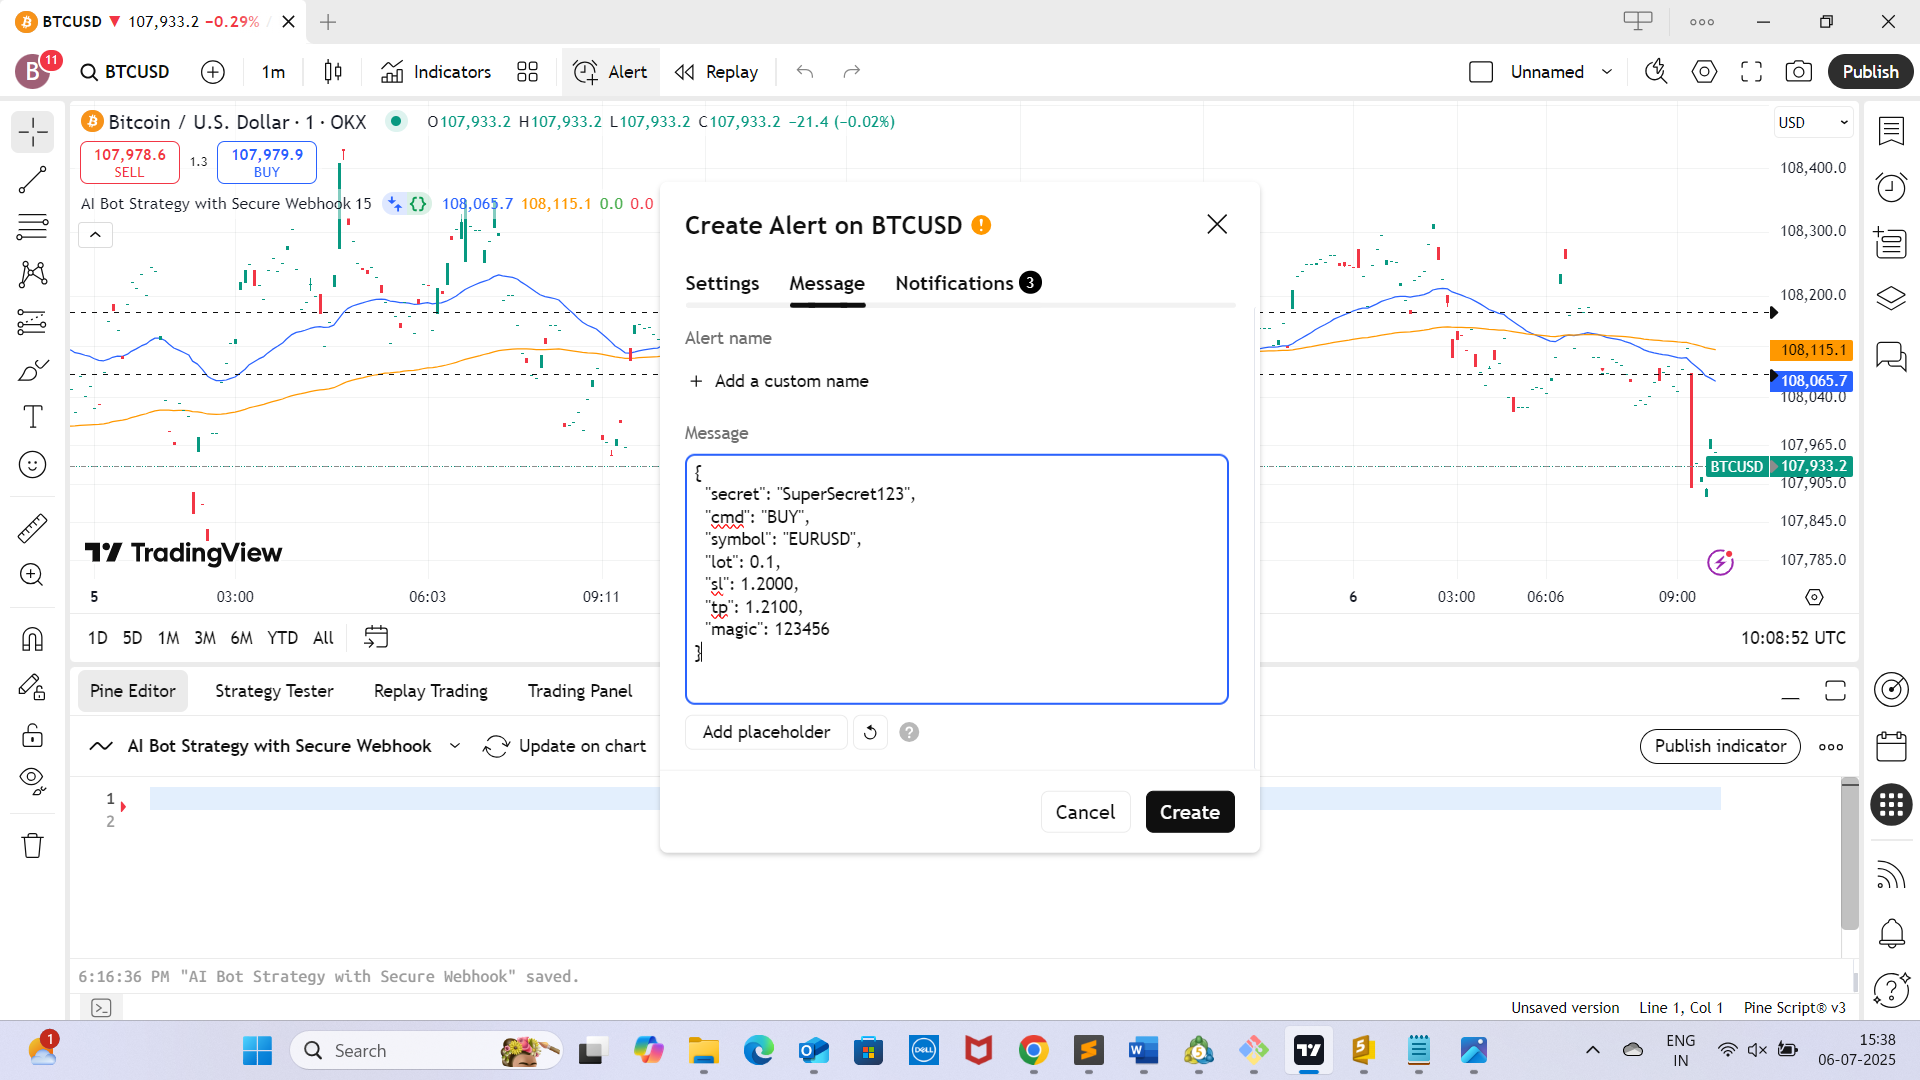 BTCUSD ▼ 107,933.2 −0.29% /
B 11 BTCUSD 1m Indicators Alert Replay Unnamed Publish
Bitcoin / U.S. Dollar · 1 · OKX O107,933.2 H107,933.2 L107,933.2 C107,933.2 −21.4 (−0.02%)
USD
107,978.6
SELL
1.3
107,979.9
BUY
AI Bot Strategy with Secure Webhook 15 108,065.7 108,115.1 0.0 0.0
108,400.0
108,300.0
108,200.0
108,115.1
108,065.7
108,040.0
107,965.0
BTCUSD 107,933.2
107,905.0
107,845.0
107,785.0
TradingView
5 03:00 06:03 09:11 6 03:00 06:06 09:00
1D 5D 1M 3M 6M YTD All
10:08:52 UTC
Create Alert on BTCUSD
Settings Message Notifications 3
Alert name
+ Add a custom name
Message
{
"secret": "SuperSecret123",
"cmd": "BUY",
"symbol": "EURUSD",
"lot": 0.1,
"sl": 1.2000,
"tp": 1.2100,
"magic": 123456
}
Add placeholder ?
Cancel Create
Pine Editor Strategy Tester Replay Trading Trading Panel
AI Bot Strategy with Secure Webhook Update on chart Publish indicator
1
2
6:16:36 PM "AI Bot Strategy with Secure Webhook" saved.
Unsaved version Line 1, Col 1 Pine Script® v3
1 Search DELL ENG
IN
15:38
06-07-2025